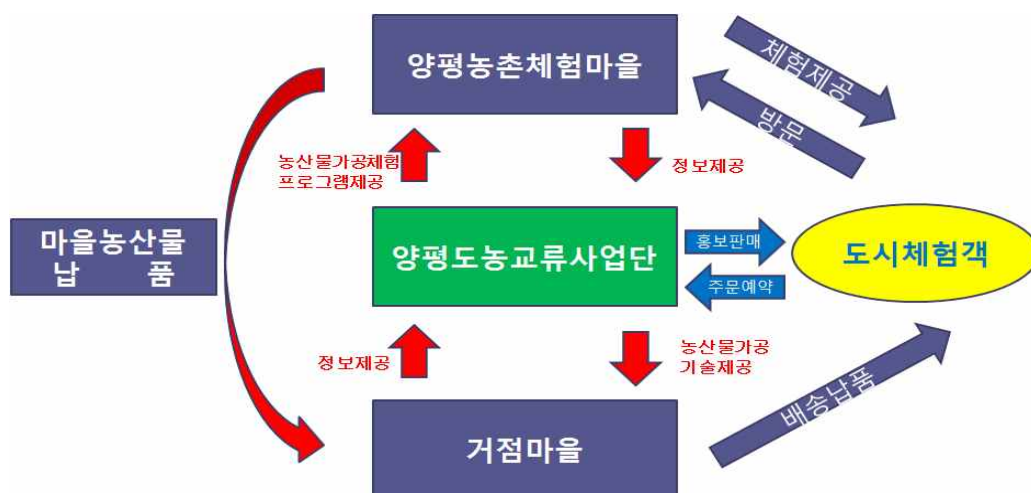 양평농촌체험마을
체험제공
방문
농산물가공체험
프로그램제공
정보제공
마을농산물
납 품
양평도농교류사업단
홍보판매
주문예약
도시체험객
정보제공
농산물가공
기술제공
배송납품
거점마을